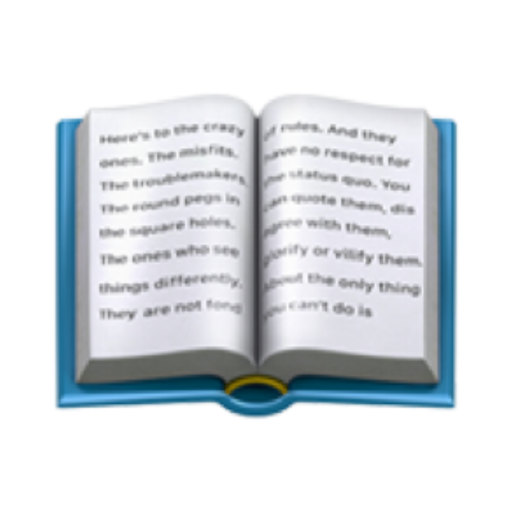 Here's to the crazy
ones. The misfits.
The troublemakers.
The round pegs in
the square holes.
The ones who see
things differently.
They are not fond
of rules. And they
have no respect for
the status quo. You
can quote them, dis
agree with them,
glorify or vilify them.
About the only thing
you can't do is